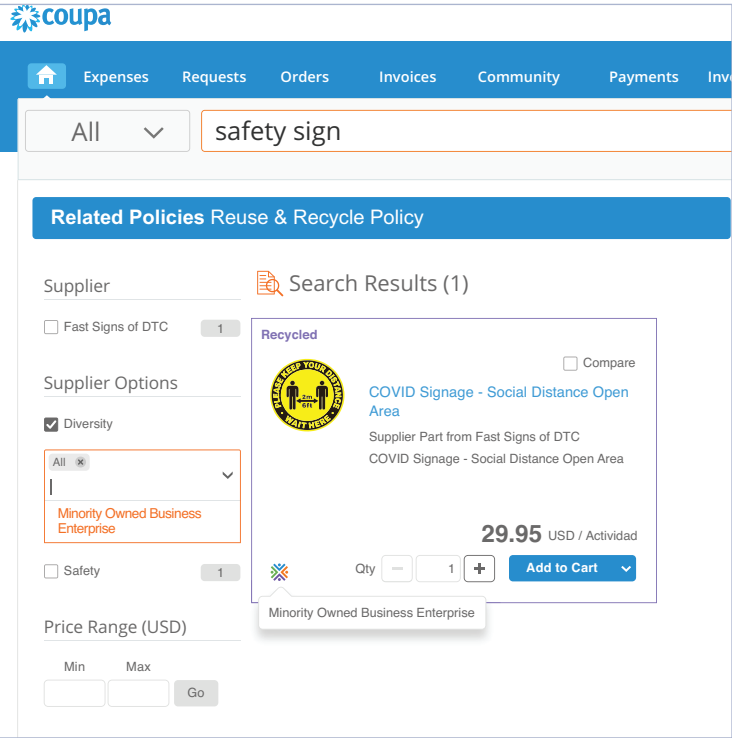 coupa
Expenses Requests Orders Invoices Community Payments Inv
All safety sign
Related Policies Reuse & Recycle Policy
Supplier
Fast Signs of DTC 1
Supplier Options
Diversity
All
Minority Owned Business
Enterprise
Safety 1
Price Range (USD)
Min Max
Go
Search Results (1)
Recycled
Compare
PLEASE KEEP YOUR DISTANCE
2m
6ft
• WAIT HERE •
COVID Signage - Social Distance Open
Area
Supplier Part from Fast Signs of DTC
COVID Signage - Social Distance Open Area
29.95 USD / Actividad
Qty 1 Add to Cart
Minority Owned Business Enterprise